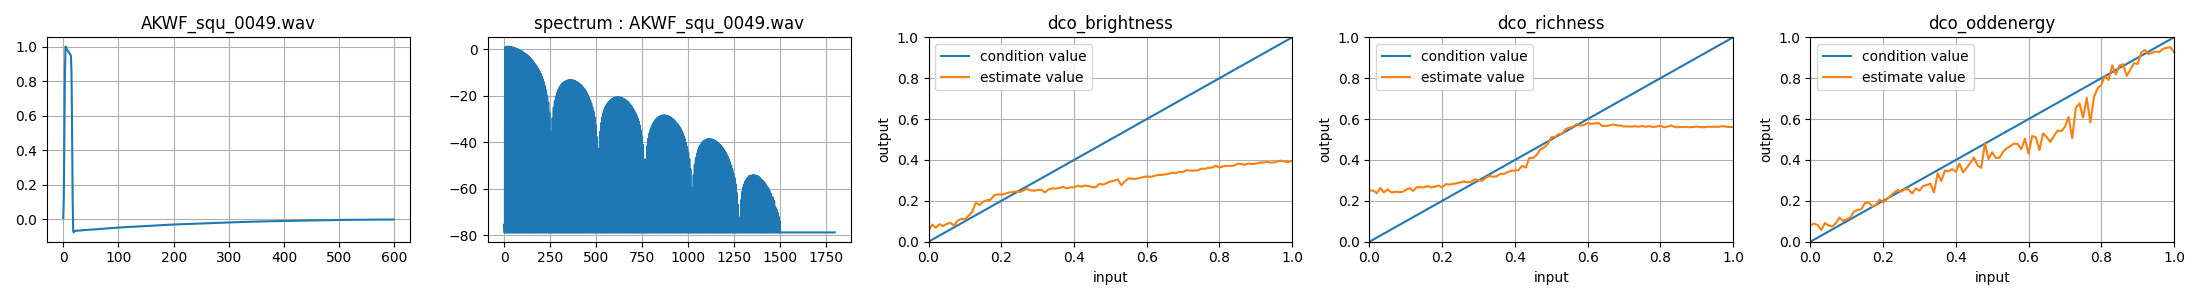 AKWF_squ_0049.wav
1.0
0.8
0.6
0.4
0.2
0.0
0 100 200 300 400 500 600
spectrum : AKWF_squ_0049.wav
0
−20
−40
−60
−80
0 250 500 750 1000 1250 1500 1750
dco_brightness
condition value
estimate value
output
1.0
0.8
0.6
0.4
0.2
0.0
0.0 0.2 0.4 0.6 0.8 1.0
input
dco_richness
condition value
estimate value
output
1.0
0.8
0.6
0.4
0.2
0.0
0.0 0.2 0.4 0.6 0.8 1.0
input
dco_oddenergy
condition value
estimate value
output
1.0
0.8
0.6
0.4
0.2
0.0
0.0 0.2 0.4 0.6 0.8 1.0
input